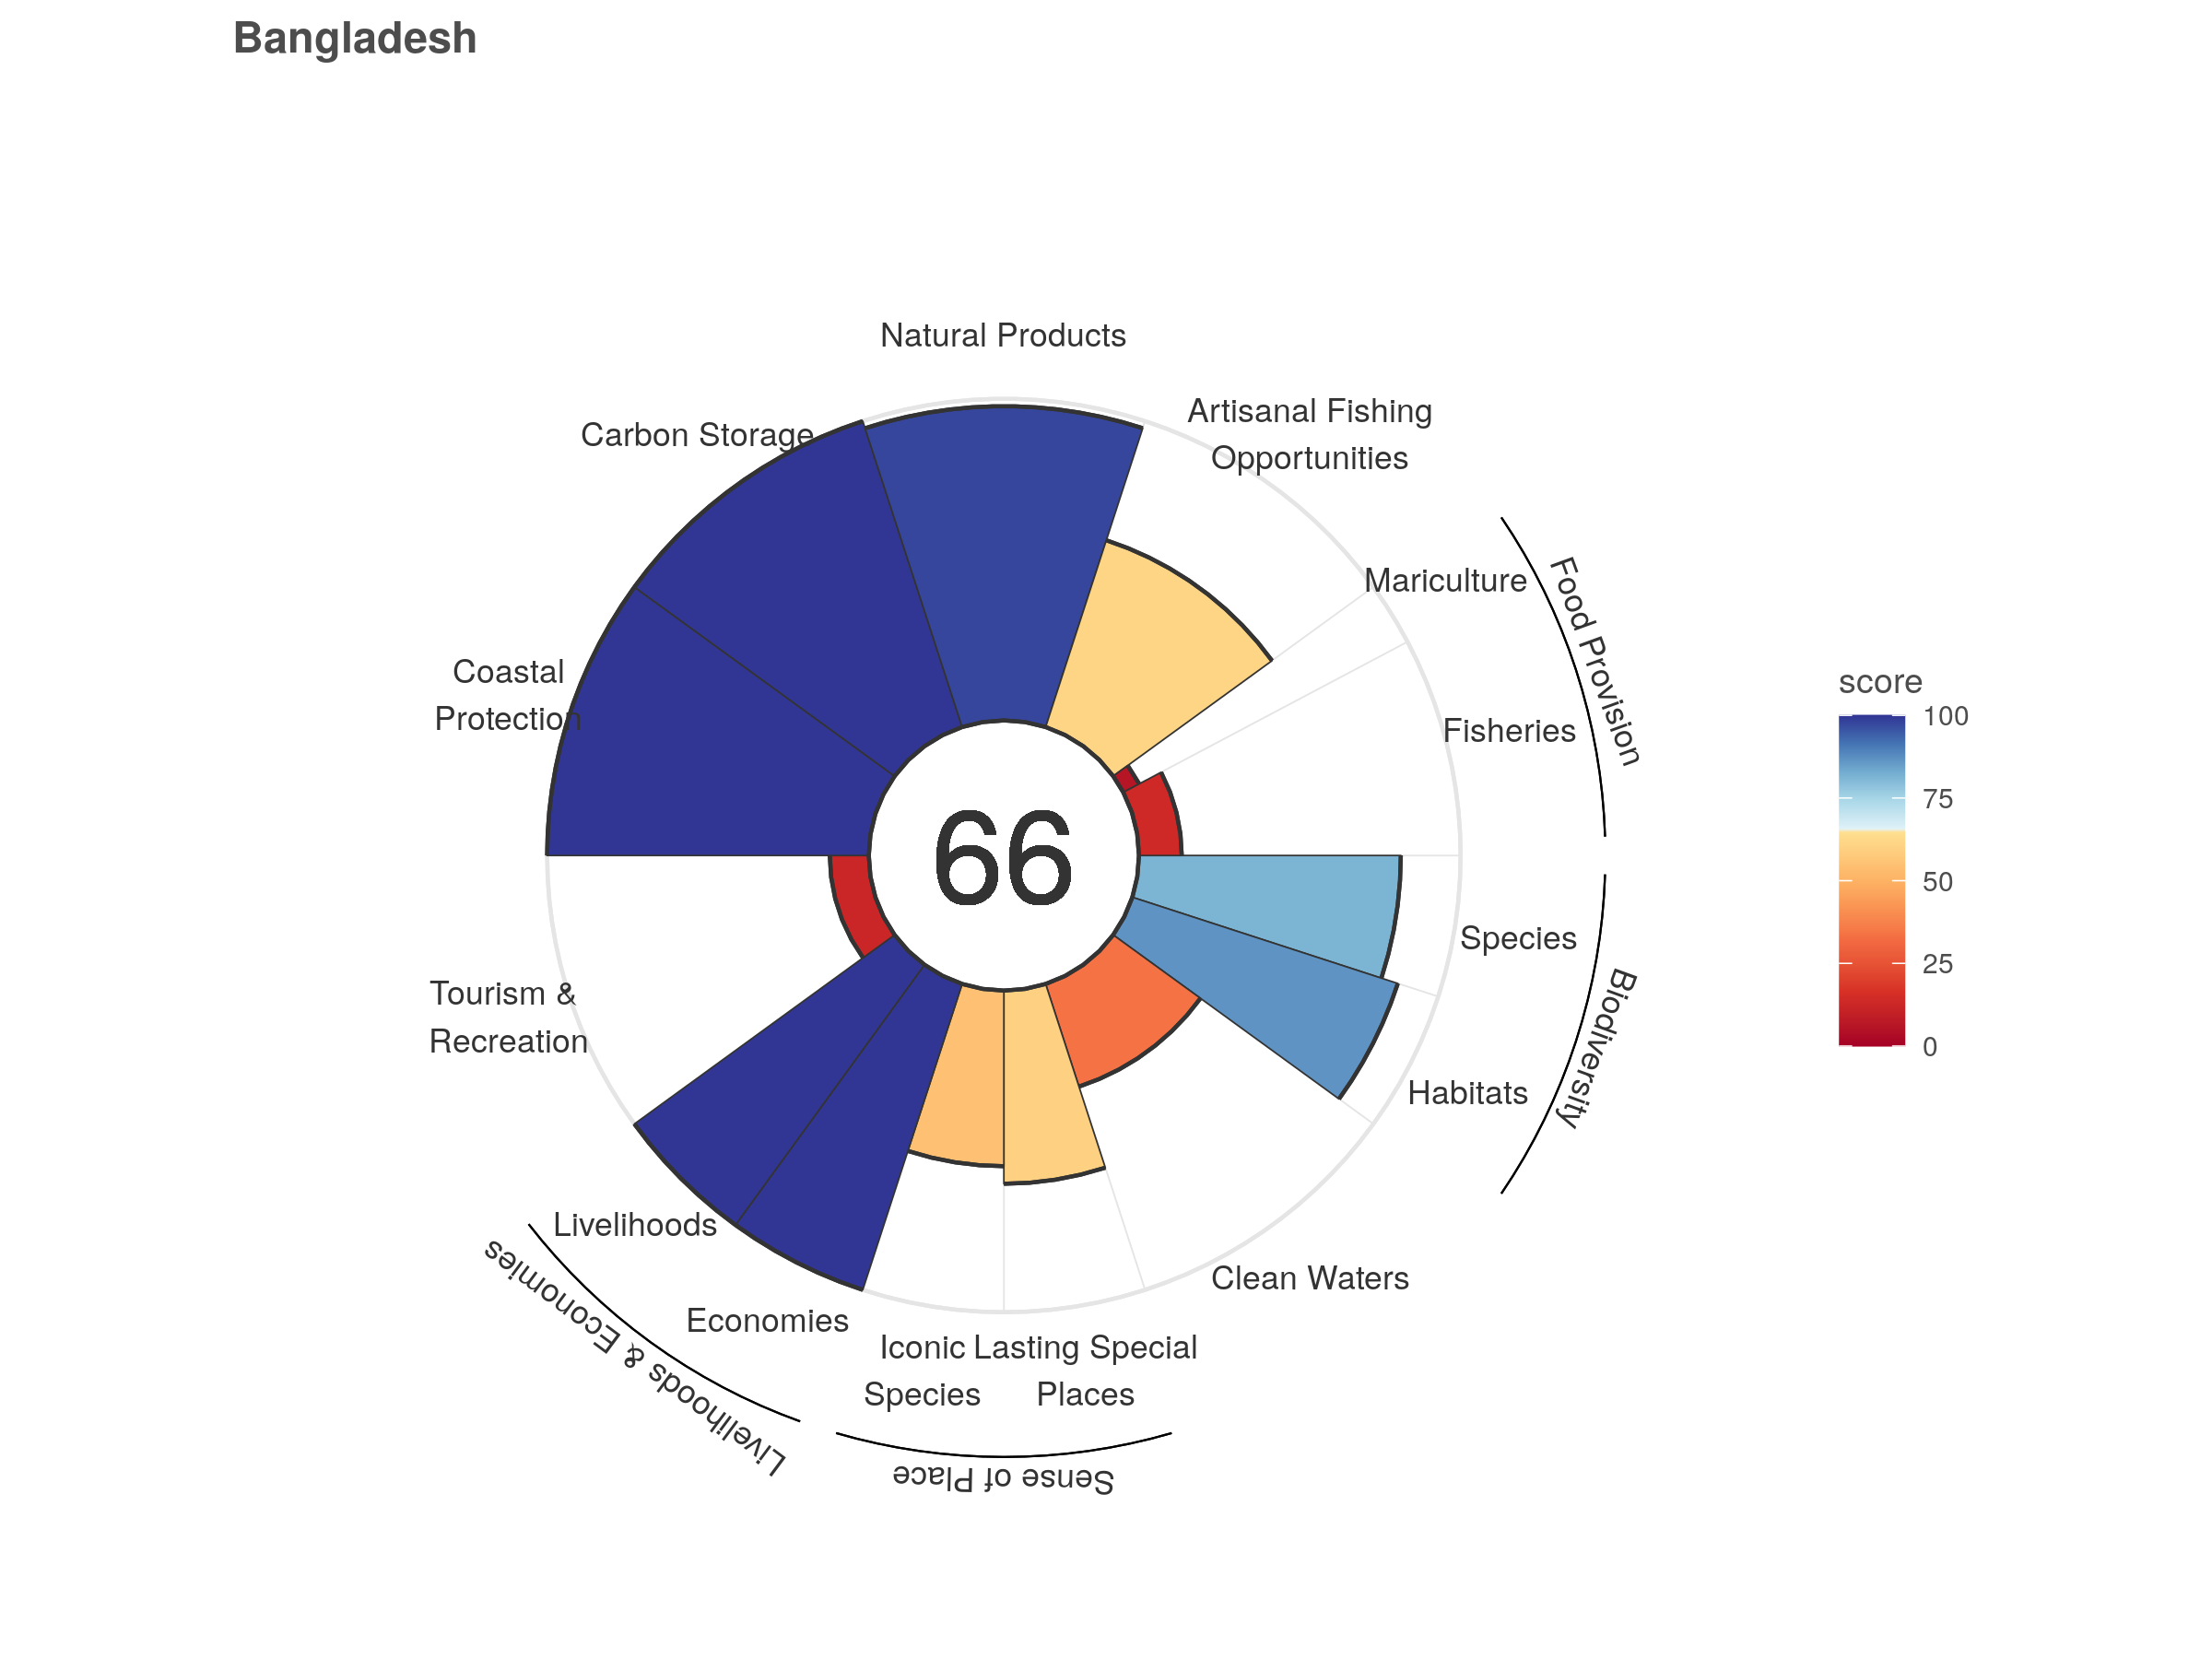 Bangladesh
Natural Products
Artisanal Fishing
Opportunities
Carbon Storage
Mariculture
Food Provision
Fisheries
Coastal
Protection
score
100
75
50
25
0
66
Species
Biodiversity
Habitats
Tourism &
Recreation
Livelihoods
Economies
Livelihoods & Economies
Clean Waters
Iconic
Species
Lasting Special
Places
Sense of Place